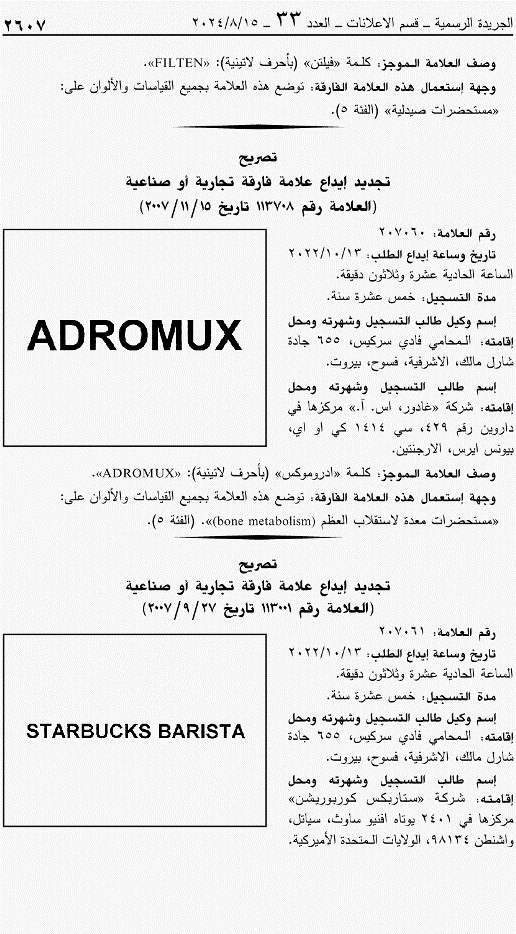 الجريدة الرسمية ــ قسم الاعلانات ــ العدد ٣٣ ــ ٢٠٢٤/٨/١٥
٢٦٠٧
وصف العلامة الموجز: كلمة «فيلتن» (بأحرف لاتينية): «FILTEN».
وجهة إستعمال هذه العلامة الفارقة: توضع هذه العلامة بجميع القياسات والألوان على:
«مستحضرات صيدلية» (الفئة ٥).
تصريح
تجديد إيداع علامة فارقة تجارية أو صناعية
(العلامة رقم ١١٣٧٠٨ تاريخ ٢٠٠٧/١١/١٥)
ADROMUX
رقم العلامة: ٢٠٧٠٦٠
تاريخ وساعة إيداع الطلب: ٢٠٢٢/١٠/١٣
الساعة الحادية عشرة وثلاثون دقيقة.
مدة التسجيل: خمس عشرة سنة.
إسم وكيل طالب التسجيل وشهرته ومحل
إقامته: المحامي فادي سركيس، ٦٥٥ جادة
شارل مالك، الاشرفية، فسوح، بيروت.
إسم طالب التسجيل وشهرته ومحل
إقامته: شركة «غادور، اس. آ.» مركزها في
داروين رقم ٤٢٩، سي ١٤١٤ كي او اي،
بيونس ايرس، الارجنتين.
وصف العلامة الموجز: كلمة «ادروموكس» (بأحرف لاتينية): «ADROMUX».
وجهة إستعمال هذه العلامة الفارقة: توضع هذه العلامة بجميع القياسات والألوان على:
«مستحضرات معدة لاستقلاب العظم (bone metabolism)». (الفئة ٥).
تصريح
تجديد إيداع علامة فارقة تجارية أو صناعية
(العلامة رقم ١١٣٠٠١ تاريخ ٢٠٠٧/٩/٢٧)
STARBUCKS BARISTA
رقم العلامة: ٢٠٧٠٦١
تاريخ وساعة إيداع الطلب: ٢٠٢٢/١٠/١٣
الساعة الحادية عشرة وثلاثون دقيقة.
مدة التسجيل: خمس عشرة سنة.
إسم وكيل طالب التسجيل وشهرته ومحل
إقامته: المحامي فادي سركيس، ٦٥٥ جادة
شارل مالك، الاشرفية، فسوح، بيروت.
إسم طالب التسجيل وشهرته ومحل
إقامته: شركة «ستاربكس كوربوريشن»
مركزها في ٢٤٠١ يوتاه افنيو ساوث، سياتل،
واشنطن ٩٨١٣٤، الولايات المتحدة الأميركية.